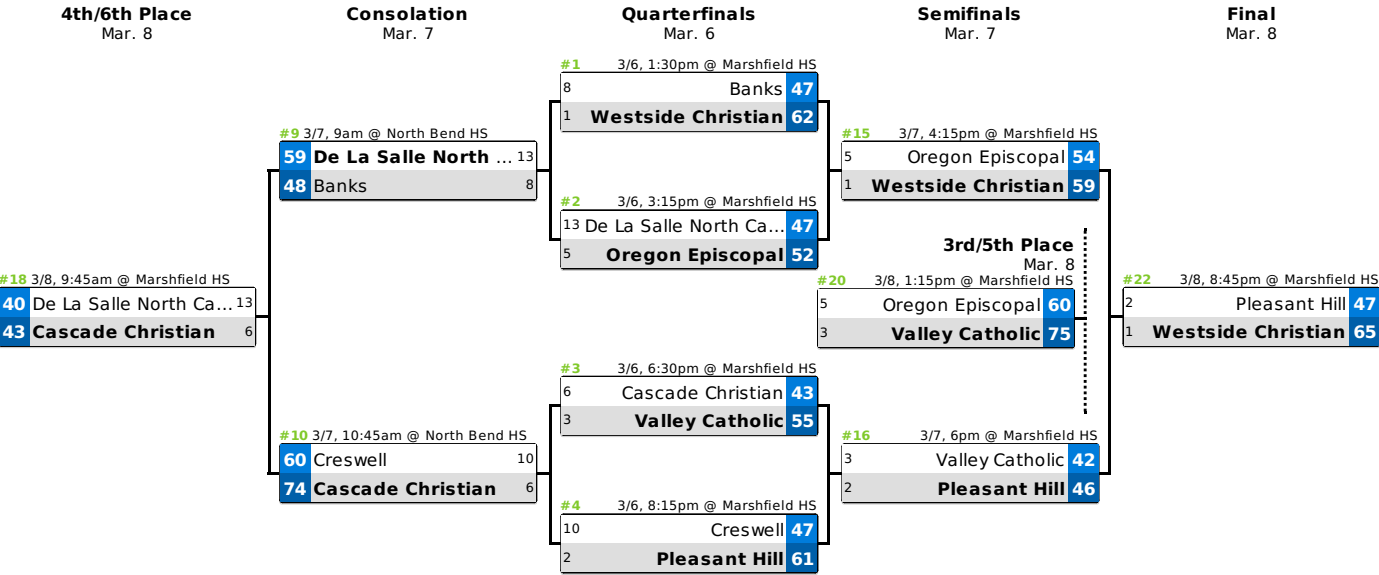 4th/6th Place
Mar. 8
Consolation
Mar. 7
Quarterfinals
Mar. 6
Semifinals
Mar. 7
Final
Mar. 8
#18 3/8, 9:45am @ Marshfield HS
40 De La Salle North Ca... 13
43 Cascade Christian 6
#9 3/7, 9am @ North Bend HS
59 De La Salle North ... 13
48 Banks 8
#10 3/7, 10:45am @ North Bend HS
60 Creswell 10
74 Cascade Christian 6
#1 3/6, 1:30pm @ Marshfield HS
8 Banks 47
1 Westside Christian 62
#2 3/6, 3:15pm @ Marshfield HS
13 De La Salle North Ca... 47
5 Oregon Episcopal 52
#3 3/6, 6:30pm @ Marshfield HS
6 Cascade Christian 43
3 Valley Catholic 55
#4 3/6, 8:15pm @ Marshfield HS
10 Creswell 47
2 Pleasant Hill 61
#15 3/7, 4:15pm @ Marshfield HS
5 Oregon Episcopal 54
1 Westside Christian 59
3rd/5th Place
Mar. 8
#20 3/8, 1:15pm @ Marshfield HS
5 Oregon Episcopal 60
3 Valley Catholic 75
#16 3/7, 6pm @ Marshfield HS
3 Valley Catholic 42
2 Pleasant Hill 46
#22 3/8, 8:45pm @ Marshfield HS
2 Pleasant Hill 47
1 Westside Christian 65